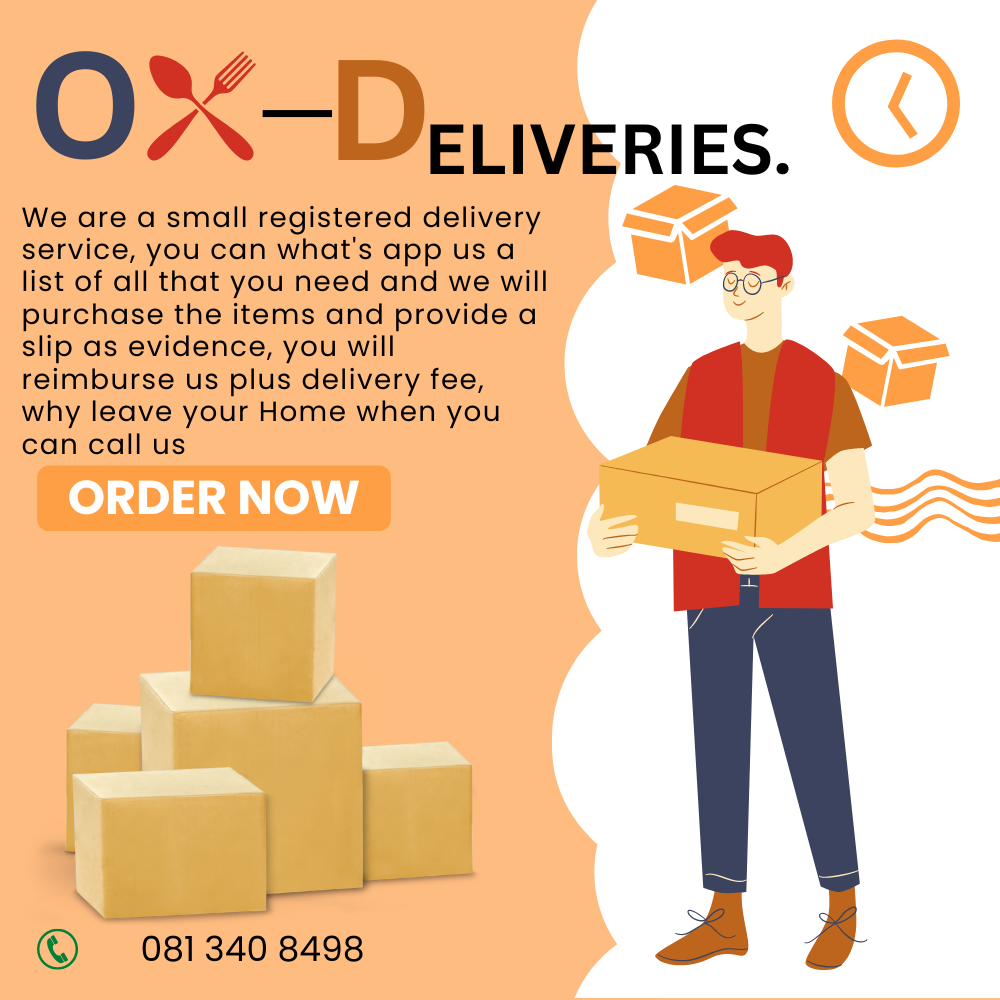 OX-DELIVERIES.
We are a small registered delivery
service, you can what's app us a
list of all that you need and we will
purchase the items and provide a
slip as evidence, you will
reimburse us plus delivery fee,
why leave your Home when you
can call us
ORDER NOW
081 340 8498